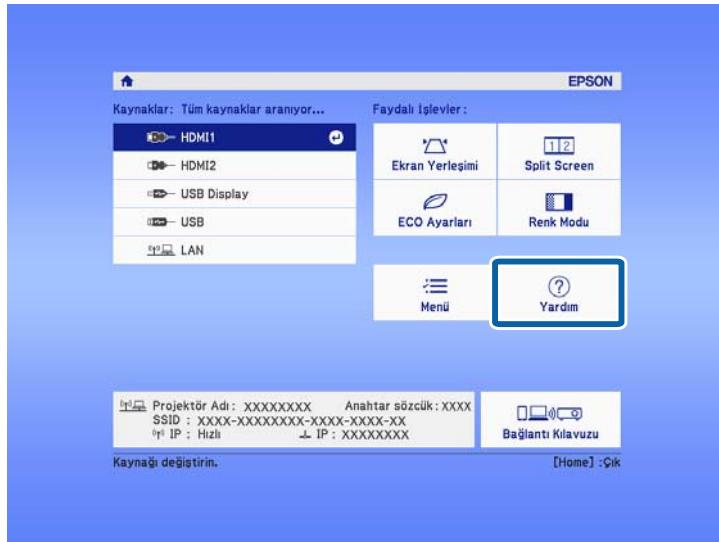 EPSON
Kaynaklar: Tüm kaynaklar aranıyor...
Faydalı İşlevler:
HDMI1
HDMI2
USB Display
USB
LAN
Ekran Yerleşimi
1 2
Split Screen
ECO Ayarları
Renk Modu
Menü
?
Yardım
Projektör Adı: XXXXXXXX Anahtar sözcük: XXXX
SSID : XXXX-XXXXXXXX-XXXX-XXXX-XX
IP : Hızlı IP : XXXXXXXX
Bağlantı Kılavuzu
Kaynağı değiştirin.
[Home] :Çık